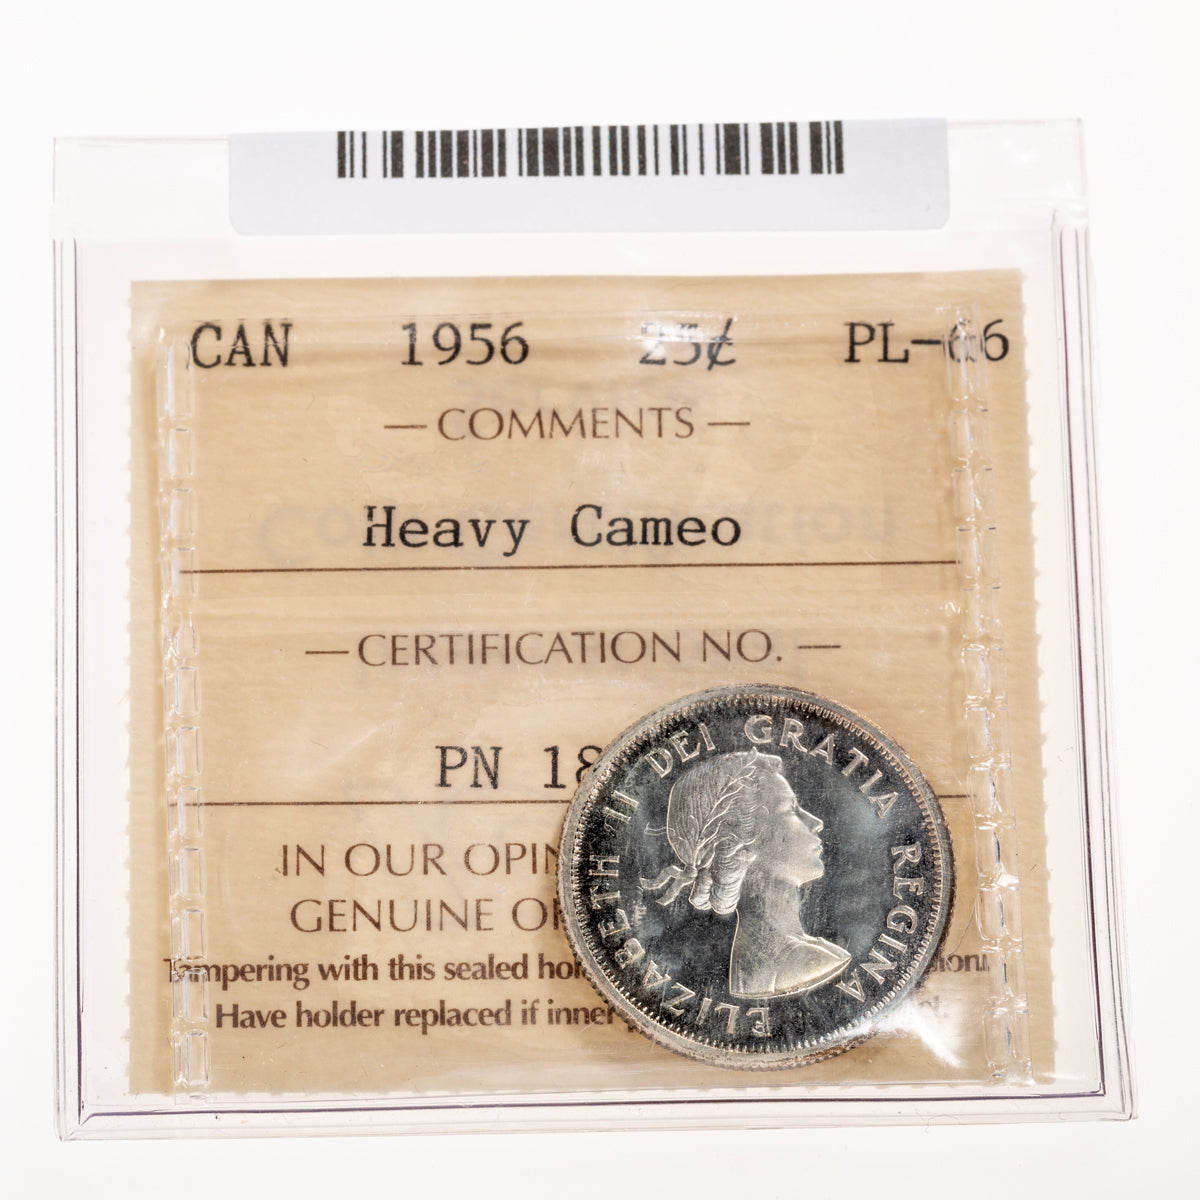 CAN 1956 25¢ PL-66
— COMMENTS —
Heavy Cameo
— CERTIFICATION NO. —
PN 18
IN OUR OPIN
GENUINE OR
Tampering with this sealed hol
Have holder replaced if inner
ELIZABETH II DEI GRATIA REGINA